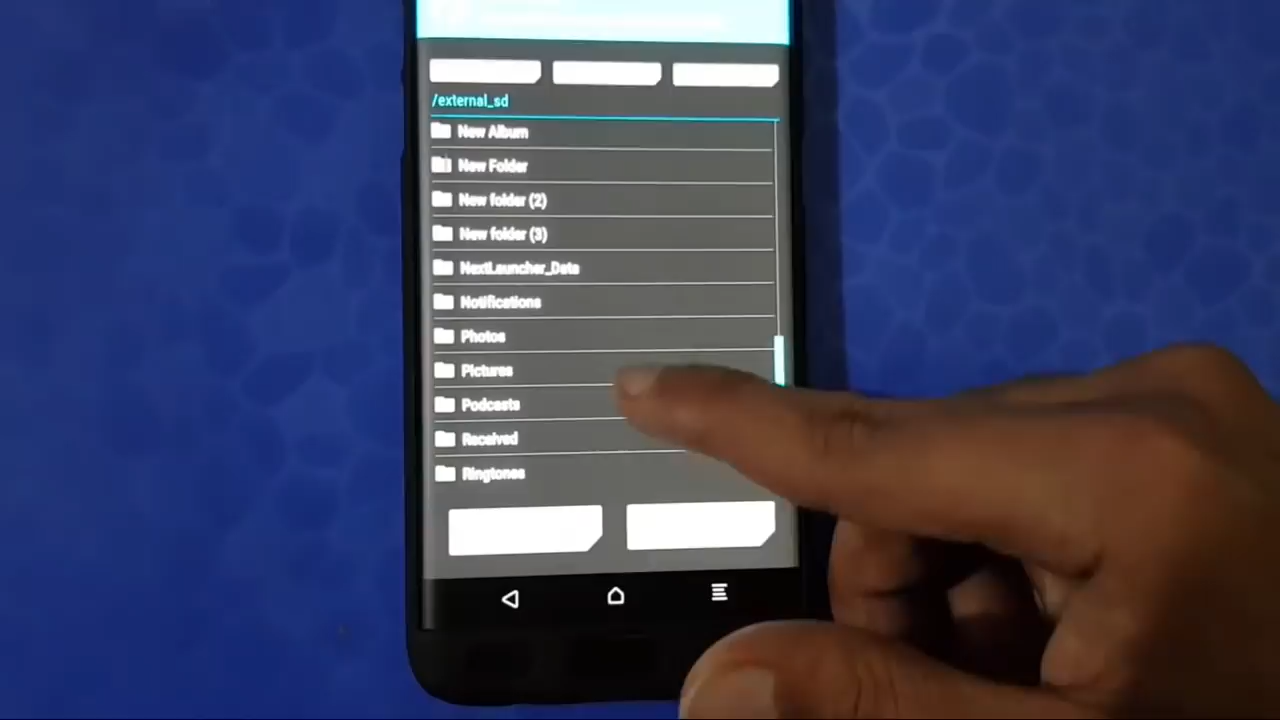 /external_sd
New Album
New Folder
New folder (2)
New folder (3)
NextLauncher_Data
Notifications
Photos
Pictures
Podcasts
Received
Ringtones